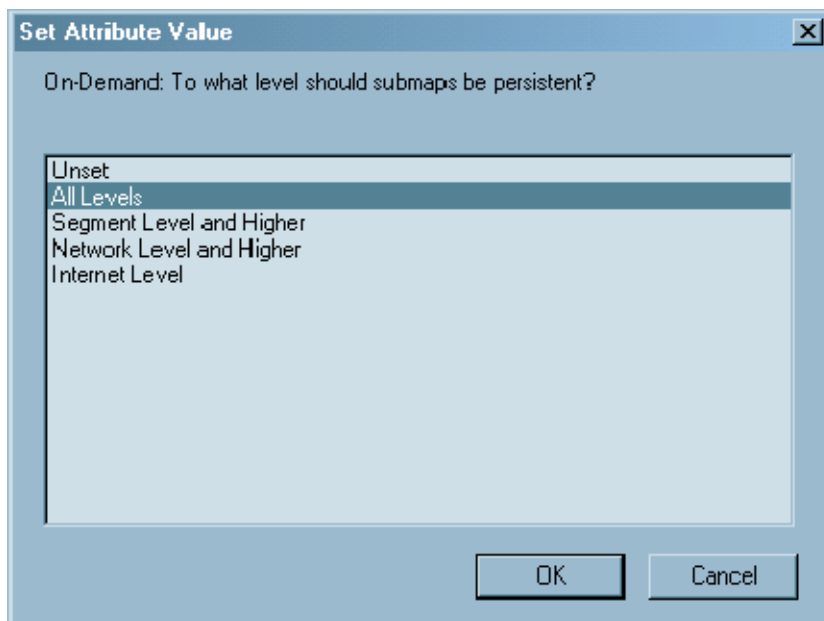 Set Attribute Value
On-Demand: To what level should submaps be persistent?
Unset
All Levels
Segment Level and Higher
Network Level and Higher
Internet Level
OK
Cancel